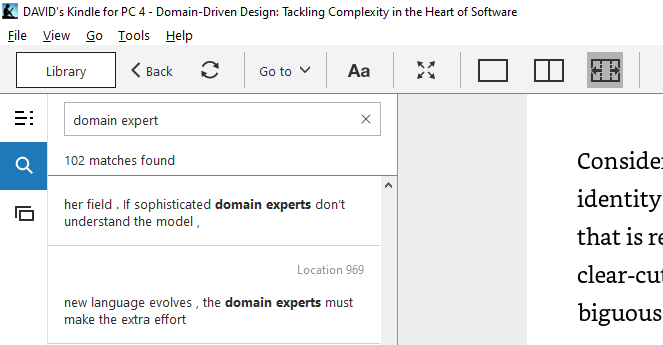 DAVID's Kindle for PC 4 - Domain-Driven Design: Tackling Complexity in the Heart of Software
File View Go Tools Help
Library Back Go to Aa
domain expert
102 matches found
her field . If sophisticated domain experts don't
understand the model ,
Location 969
new language evolves , the domain experts must
make the extra effort
Consider
identity
that is re
clear-cut
biguous